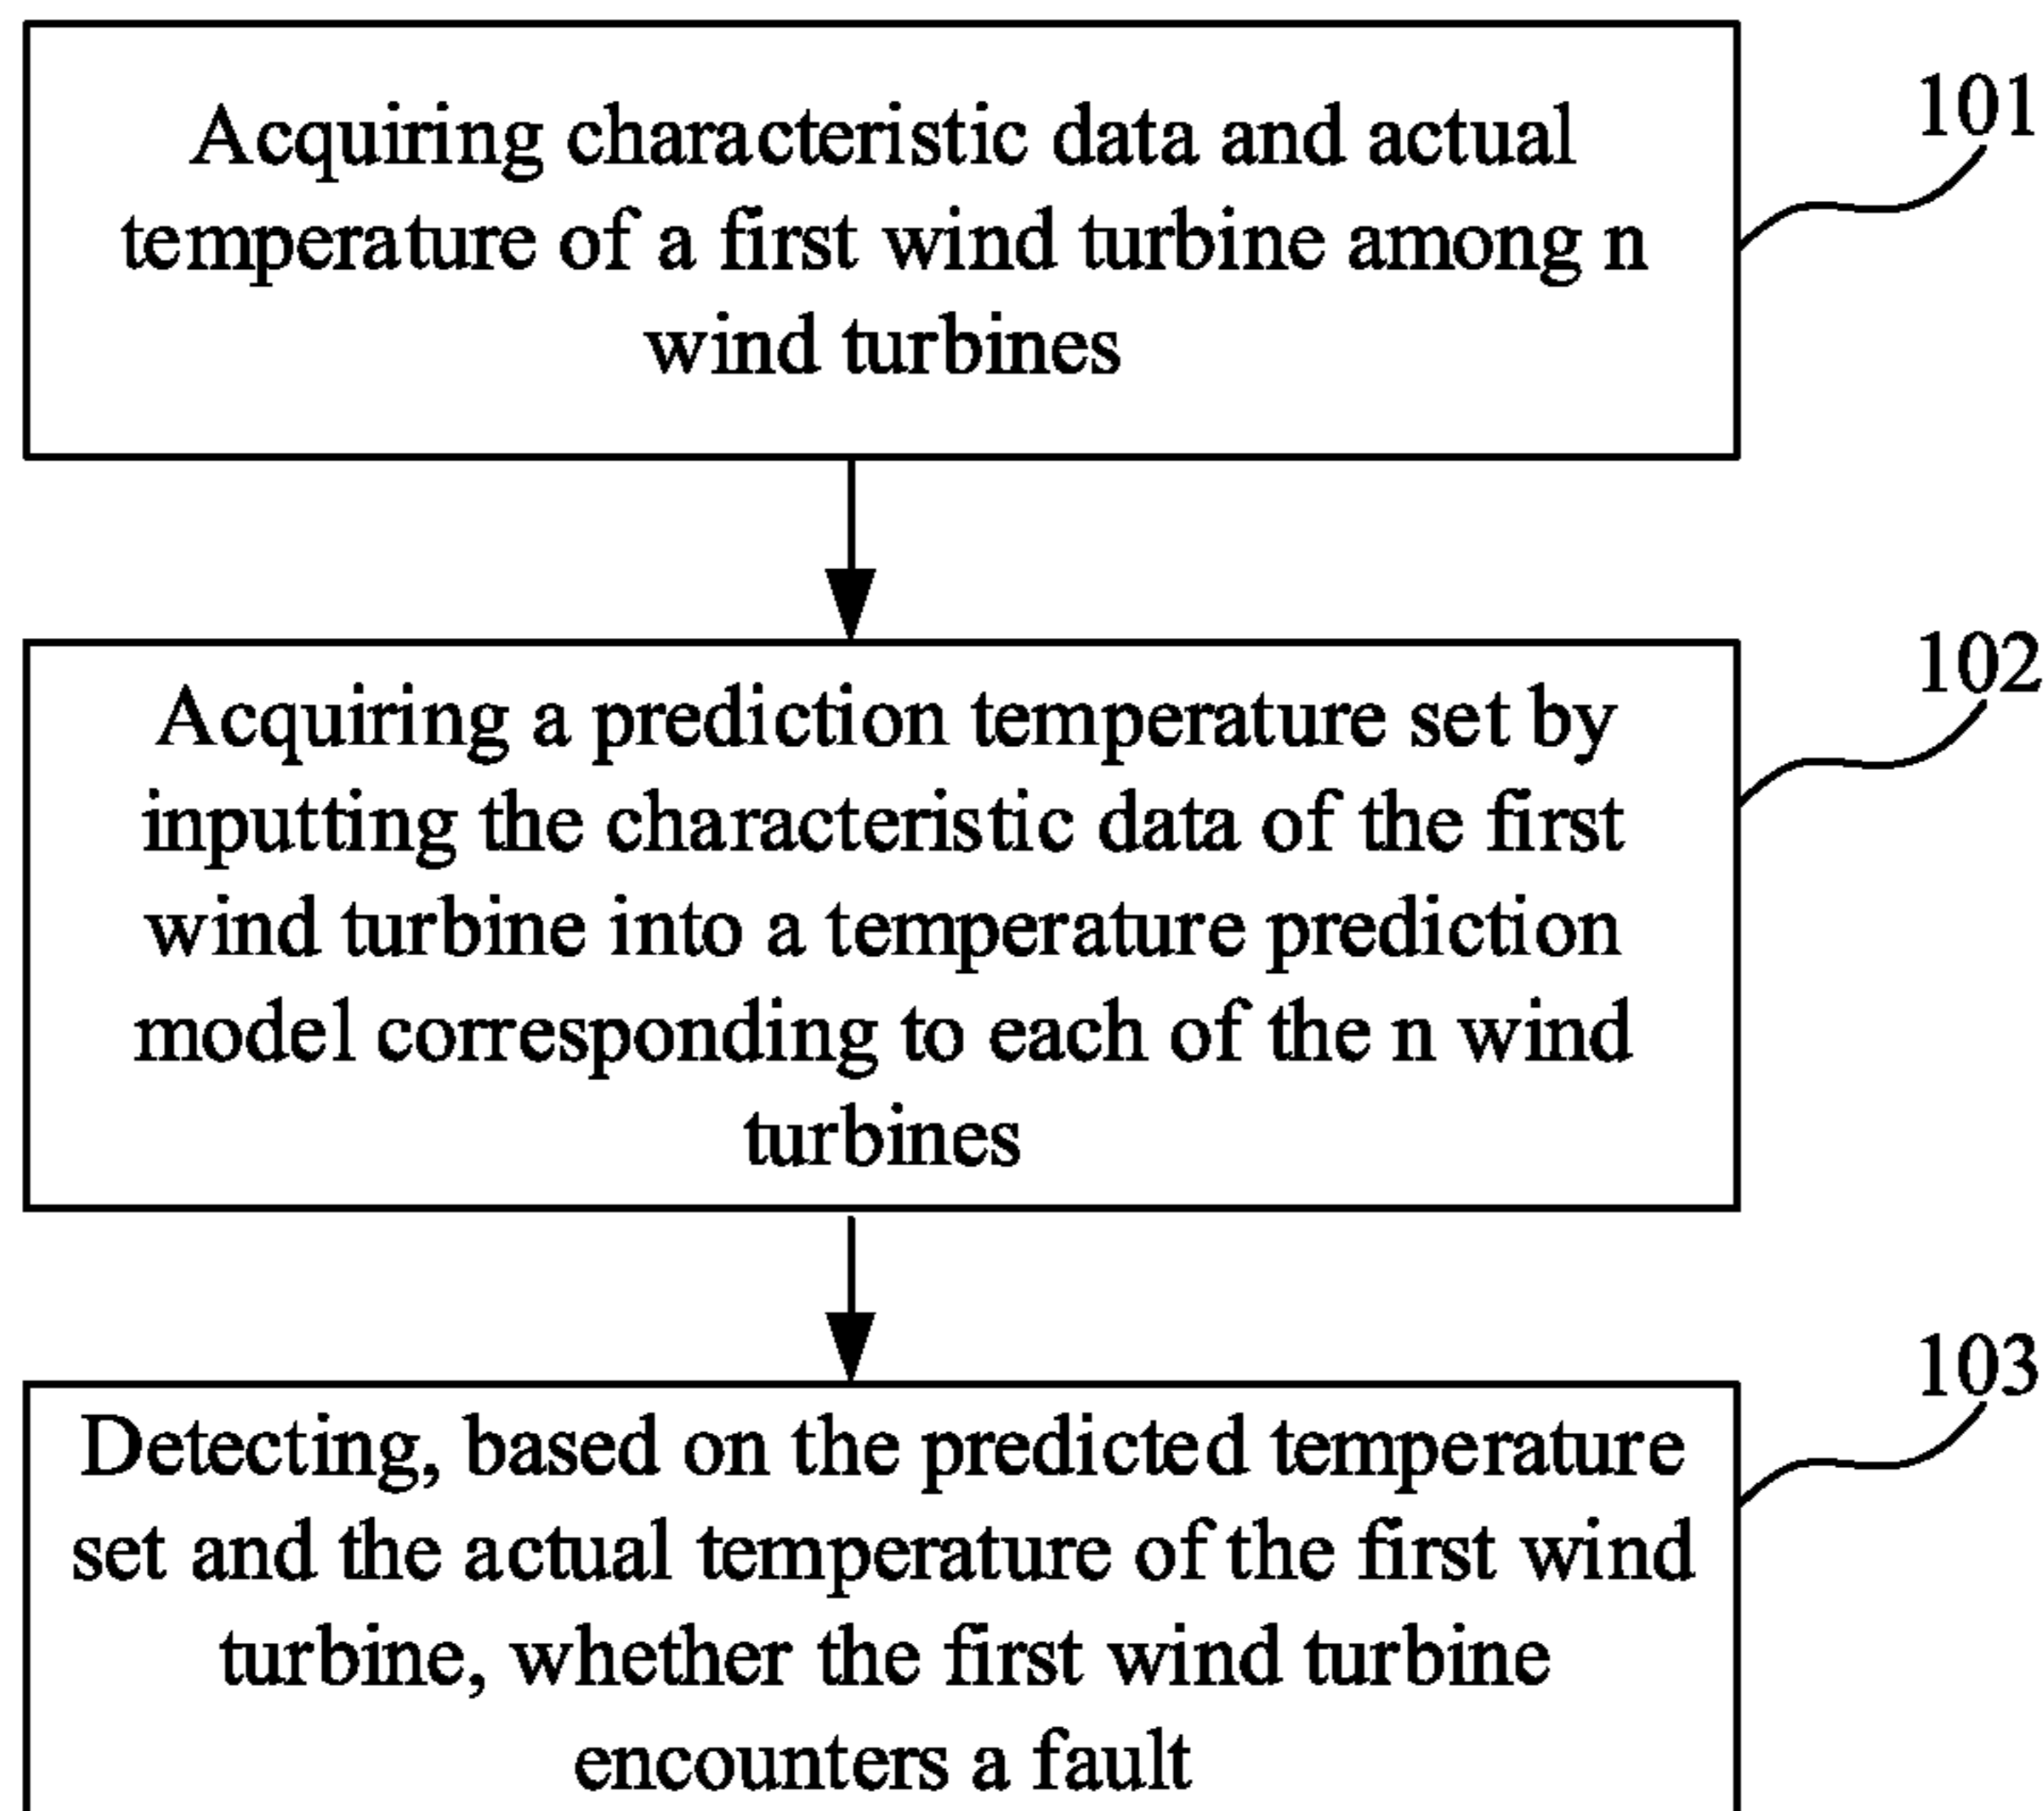 Acquiring characteristic data and actual
temperature of a first wind turbine among n
wind turbines
101
Acquiring a prediction temperature set by
inputting the characteristic data of the first
wind turbine into a temperature prediction
model corresponding to each of the n wind
turbines
102
Detecting, based on the predicted temperature
set and the actual temperature of the first wind
turbine, whether the first wind turbine
encounters a fault
103